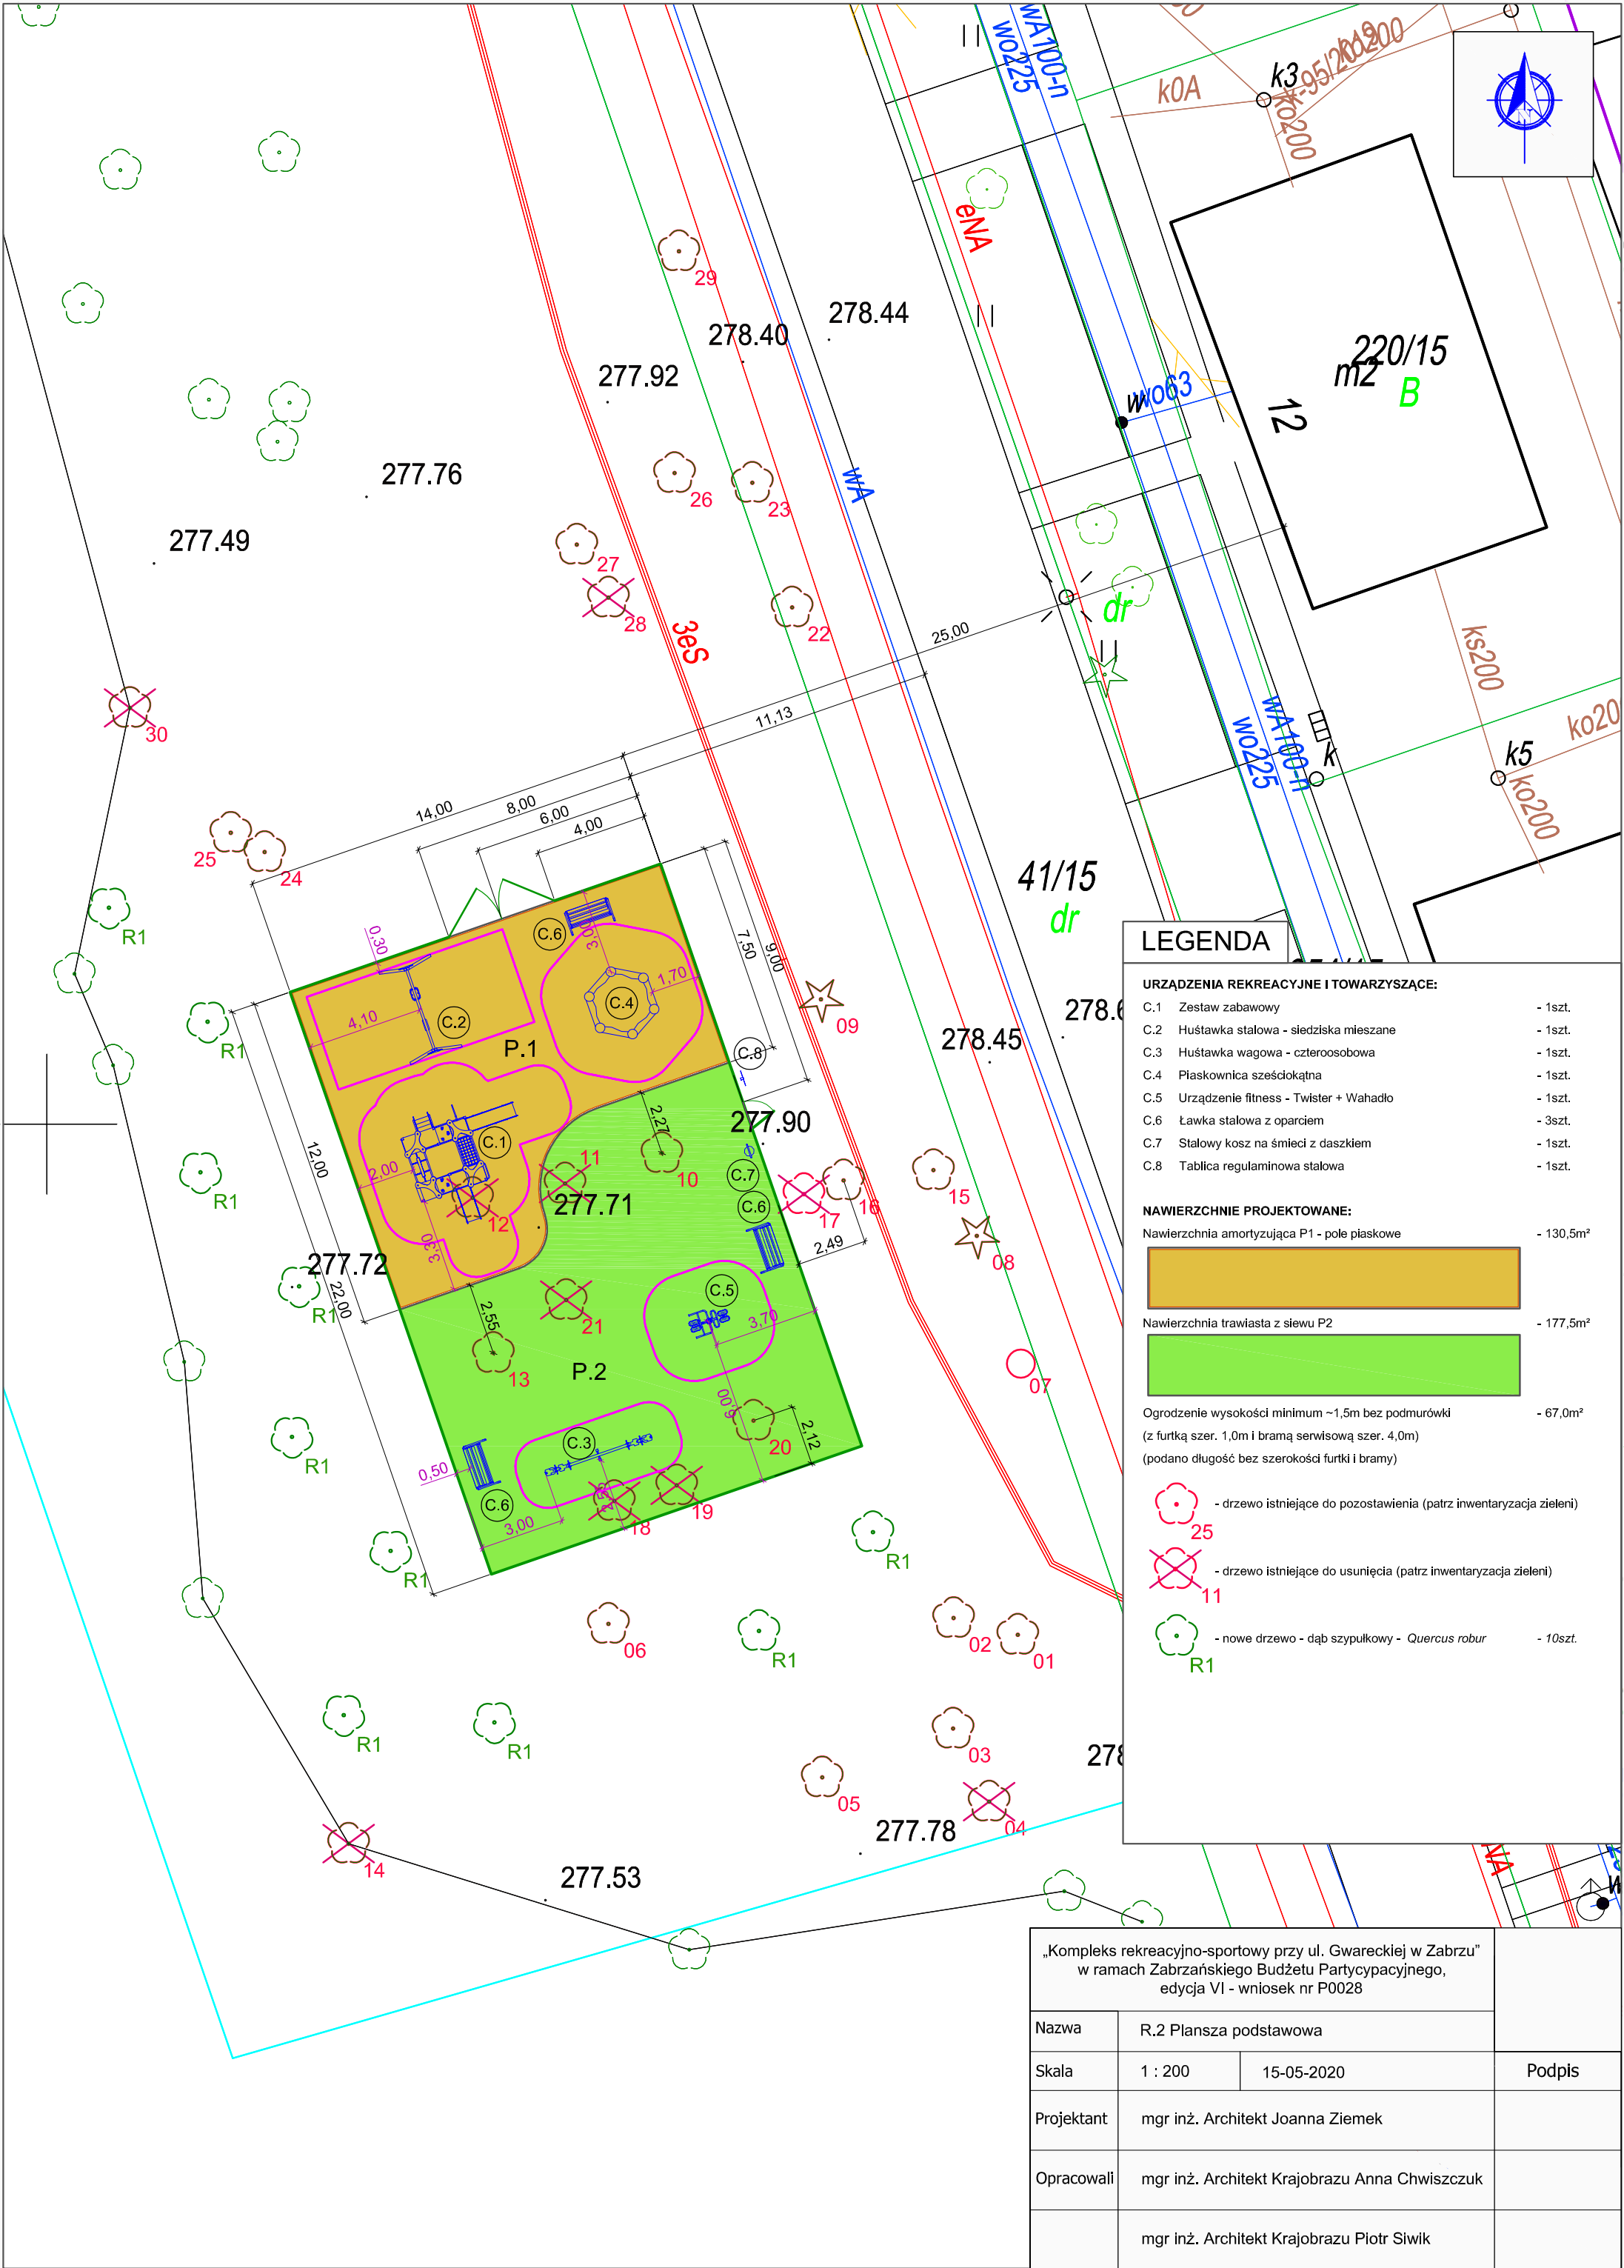 wA100-n
wo225
k0A
k3
ko200
eNA
29
278.44
278.40
277.92
220/15
m2
B
12
w
wo63
277.76
wA
26
23
277.49
27
28
22
3eS
dr
25,00
ks200
30
11,13
wA100-n
wo225
k
k5
ko20
ko200
14,00
8,00
6,00
4,00
25
24
41/15
dr
R1
0,30
C.6
3,00
7,50
9,00
1,70
C.4
4,10
C.2
P.1
09
278.6
278.45
R1
C.8
277.90
12,00
C.1
2,27
2,00
11
10
C.7
277.71
12
C.6
17
16
15
R1
3,30
2,49
08
277.72
R1
22,00
2,55
21
C.5
3,70
13
P.2
07
6,00
20
2,12
R1
C.3
0,50
C.6
3,00
18
19
R1
R1
06
R1
02
01
R1
R1
03
05
04
278
277.78
14
277.53
NA
LEGENDA
URZĄDZENIA REKREACYJNE I TOWARZYSZĄCE:
C.1 Zestaw zabawowy - 1szt.
C.2 Huśtawka stalowa - siedziska mieszane - 1szt.
C.3 Huśtawka wagowa - czteroosobowa - 1szt.
C.4 Piaskownica sześciokątna - 1szt.
C.5 Urządzenie fitness - Twister + Wahadło - 1szt.
C.6 Ławka stalowa z oparciem - 3szt.
C.7 Stalowy kosz na śmieci z daszkiem - 1szt.
C.8 Tablica regulaminowa stalowa - 1szt.
NAWIERZCHNIE PROJEKTOWANE:
Nawierzchnia amortyzująca P1 - pole piaskowe - 130,5m²
Nawierzchnia trawiasta z siewu P2 - 177,5m²
Ogrodzenie wysokości minimum ~1,5m bez podmurówki - 67,0m²
(z furtką szer. 1,0m i bramą serwisową szer. 4,0m)
(podano długość bez szerokości furtki i bramy)
- drzewo istniejące do pozostawienia (patrz inwentaryzacja zieleni)
25
- drzewo istniejące do usunięcia (patrz inwentaryzacja zieleni)
11
- nowe drzewo - dąb szypułkowy - Quercus robur - 10szt.
R1
„Kompleks rekreacyjno-sportowy przy ul. Gwareckiej w Zabrzu”
w ramach Zabrzańskiego Budżetu Partycypacyjnego,
edycja VI - wniosek nr P0028
Nazwa R.2 Plansza podstawowa
Skala 1 : 200 15-05-2020 Podpis
Projektant mgr inż. Architekt Joanna Ziemek
Opracowali mgr inż. Architekt Krajobrazu Anna Chwiszczuk
mgr inż. Architekt Krajobrazu Piotr Siwik